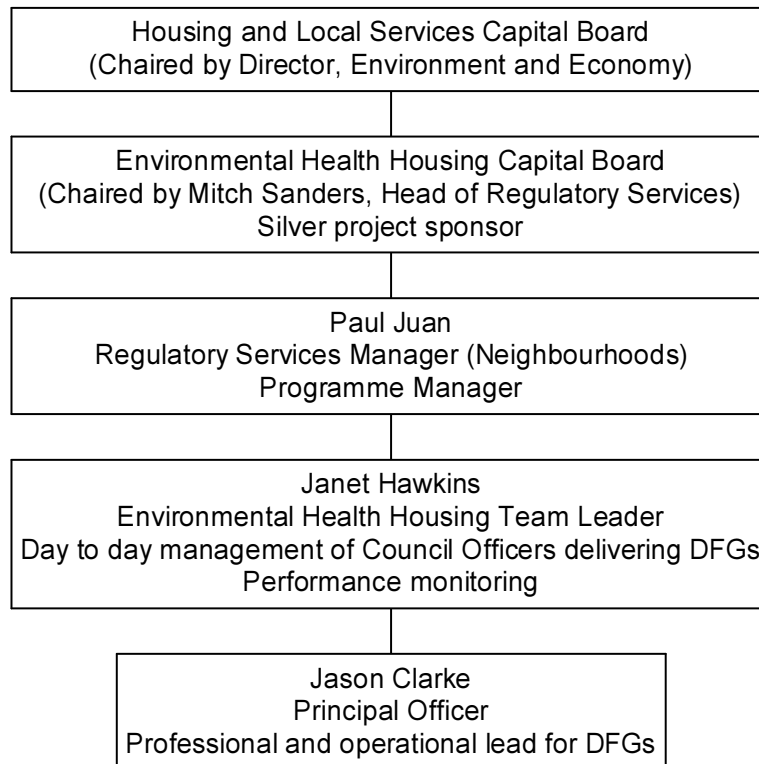 Housing and Local Services Capital Board
(Chaired by Director, Environment and Economy)
Environmental Health Housing Capital Board
(Chaired by Mitch Sanders, Head of Regulatory Services)
Silver project sponsor
Paul Juan
Regulatory Services Manager (Neighbourhoods)
Programme Manager
Janet Hawkins
Environmental Health Housing Team Leader
Day to day management of Council Officers delivering DFGs
Performance monitoring
Jason Clarke
Principal Officer
Professional and operational lead for DFGs